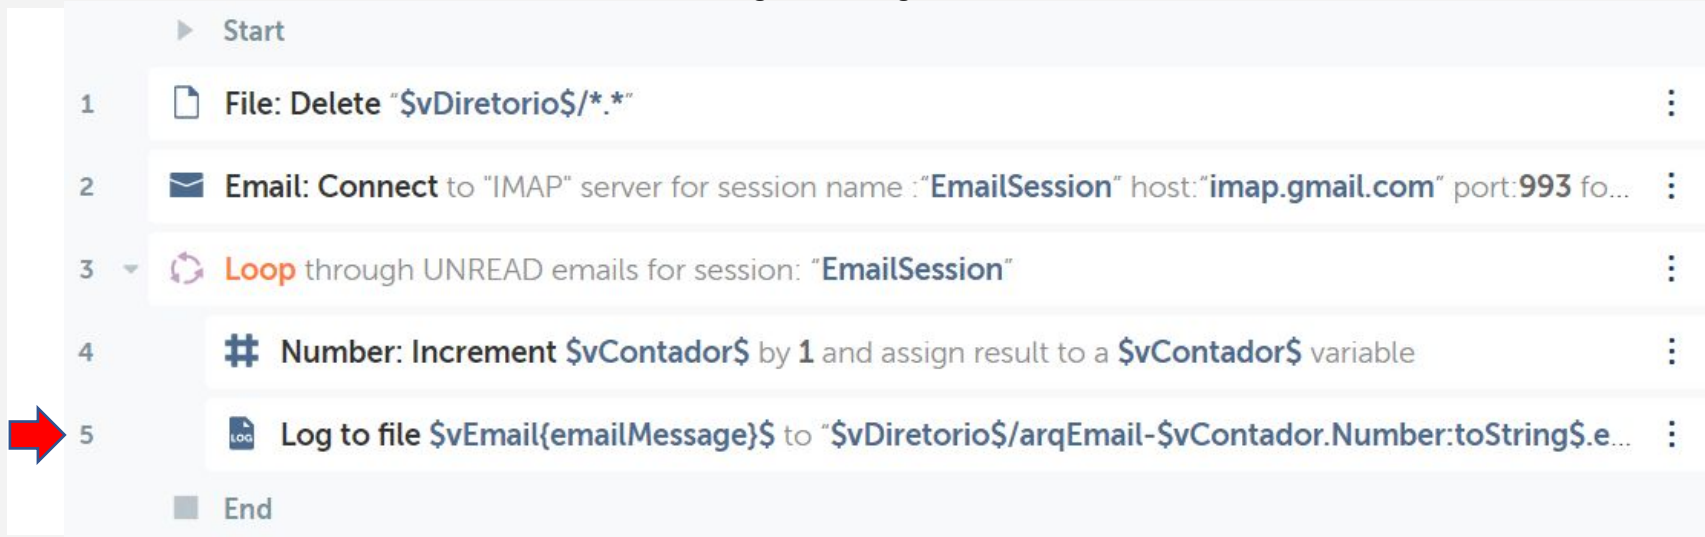 Start
1 File: Delete “$vDiretorio$/*.*”
2 Email: Connect to "IMAP" server for session name :“EmailSession” host:“imap.gmail.com” port:993 fo...
3 Loop through UNREAD emails for session: “EmailSession”
4 Number: Increment $vContador$ by 1 and assign result to a $vContador$ variable
5 LOG Log to file $vEmail{emailMessage}$ to “$vDiretorio$/arqEmail-$vContador.Number:toString$.e...
End